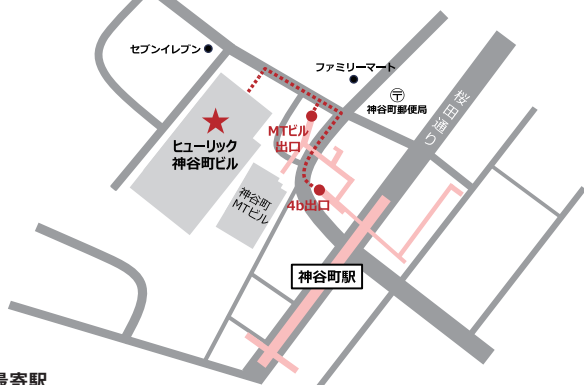 セブンイレブン
ファミリーマート
神谷町郵便局
桜田通り
MTビル
出口
ヒューリック
神谷町ビル
神谷町
MTビル
4b出口
神谷町駅
最寄駅